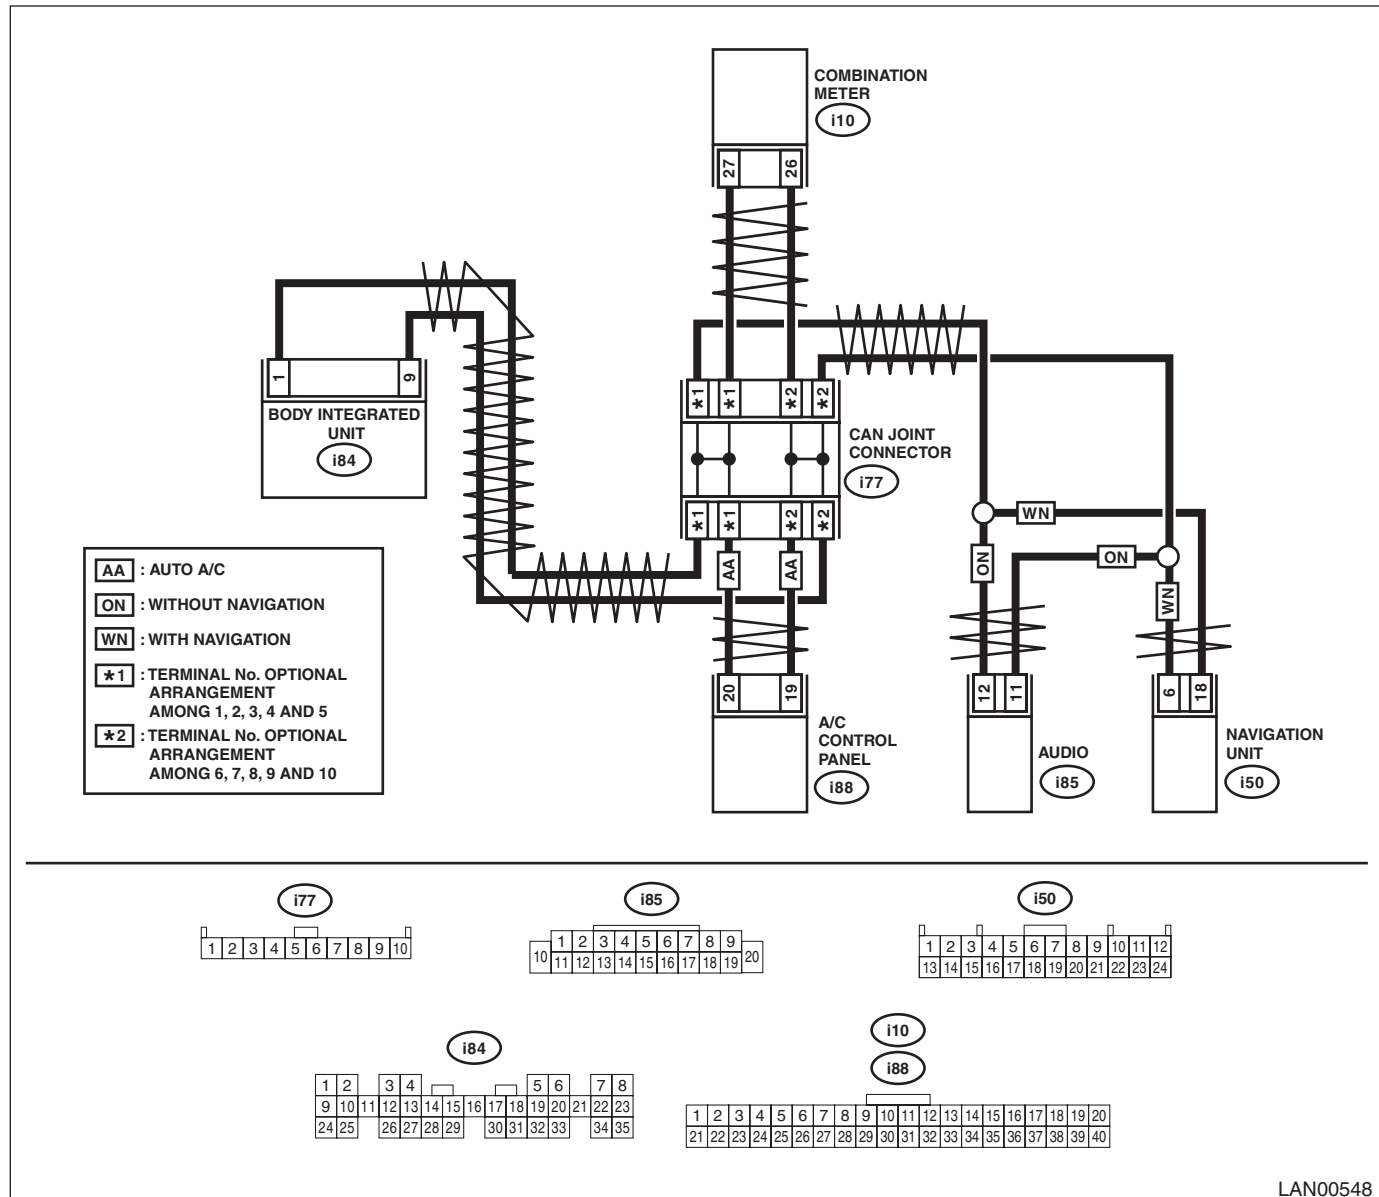 COMBINATION
METER
i10
27
26
1
9
BODY INTEGRATED
UNIT
i84
*1
*1
*2
*2
CAN JOINT
CONNECTOR
i77
*1
*1
*2
*2
AA
AA
WN
ON
ON
WN
AA : AUTO A/C
ON : WITHOUT NAVIGATION
WN : WITH NAVIGATION
*1 : TERMINAL No. OPTIONAL
ARRANGEMENT
AMONG 1, 2, 3, 4 AND 5
*2 : TERMINAL No. OPTIONAL
ARRANGEMENT
AMONG 6, 7, 8, 9 AND 10
20
19
A/C
CONTROL
PANEL
i88
12
11
AUDIO
i85
6
18
NAVIGATION
UNIT
i50
i77
1 2 3 4 5 6 7 8 9 10
i85
1 2 3 4 5 6 7 8 9
10 11 12 13 14 15 16 17 18 19 20
i50
1 2 3 4 5 6 7 8 9 10 11 12
13 14 15 16 17 18 19 20 21 22 23 24
i84
1 2 3 4 5 6 7 8
9 10 11 12 13 14 15 16 17 18 19 20 21 22 23
24 25 26 27 28 29 30 31 32 33 34 35
i10
i88
1 2 3 4 5 6 7 8 9 10 11 12 13 14 15 16 17 18 19 20
21 22 23 24 25 26 27 28 29 30 31 32 33 34 35 36 37 38 39 40
LAN00548